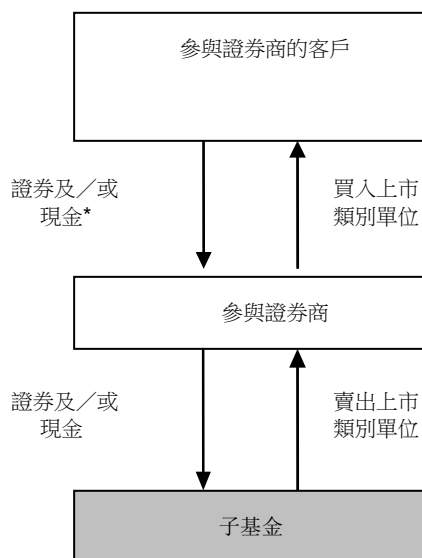 參與證券商的客戶
證券及／或
現金*
買入上市
類別單位
參與證券商
證券及／或
現金
賣出上市
類別單位
子基金